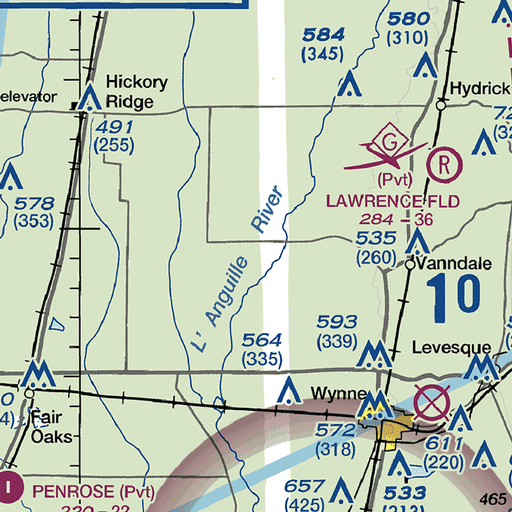 580
(310)
584
(345)
elevator
Hickory
Ridge
Hydrick
491
(255)
G
R
(Pvt)
LAWRENCE FLD
284 - 36
578
(353)
L' Anguille River
535
(260)
Vanndale
10
593
(339)
564
(335)
Levesque
Wynne
Fair
Oaks
572
(318)
611
(220)
657
(425)
533
465
PENROSE (Pvt)